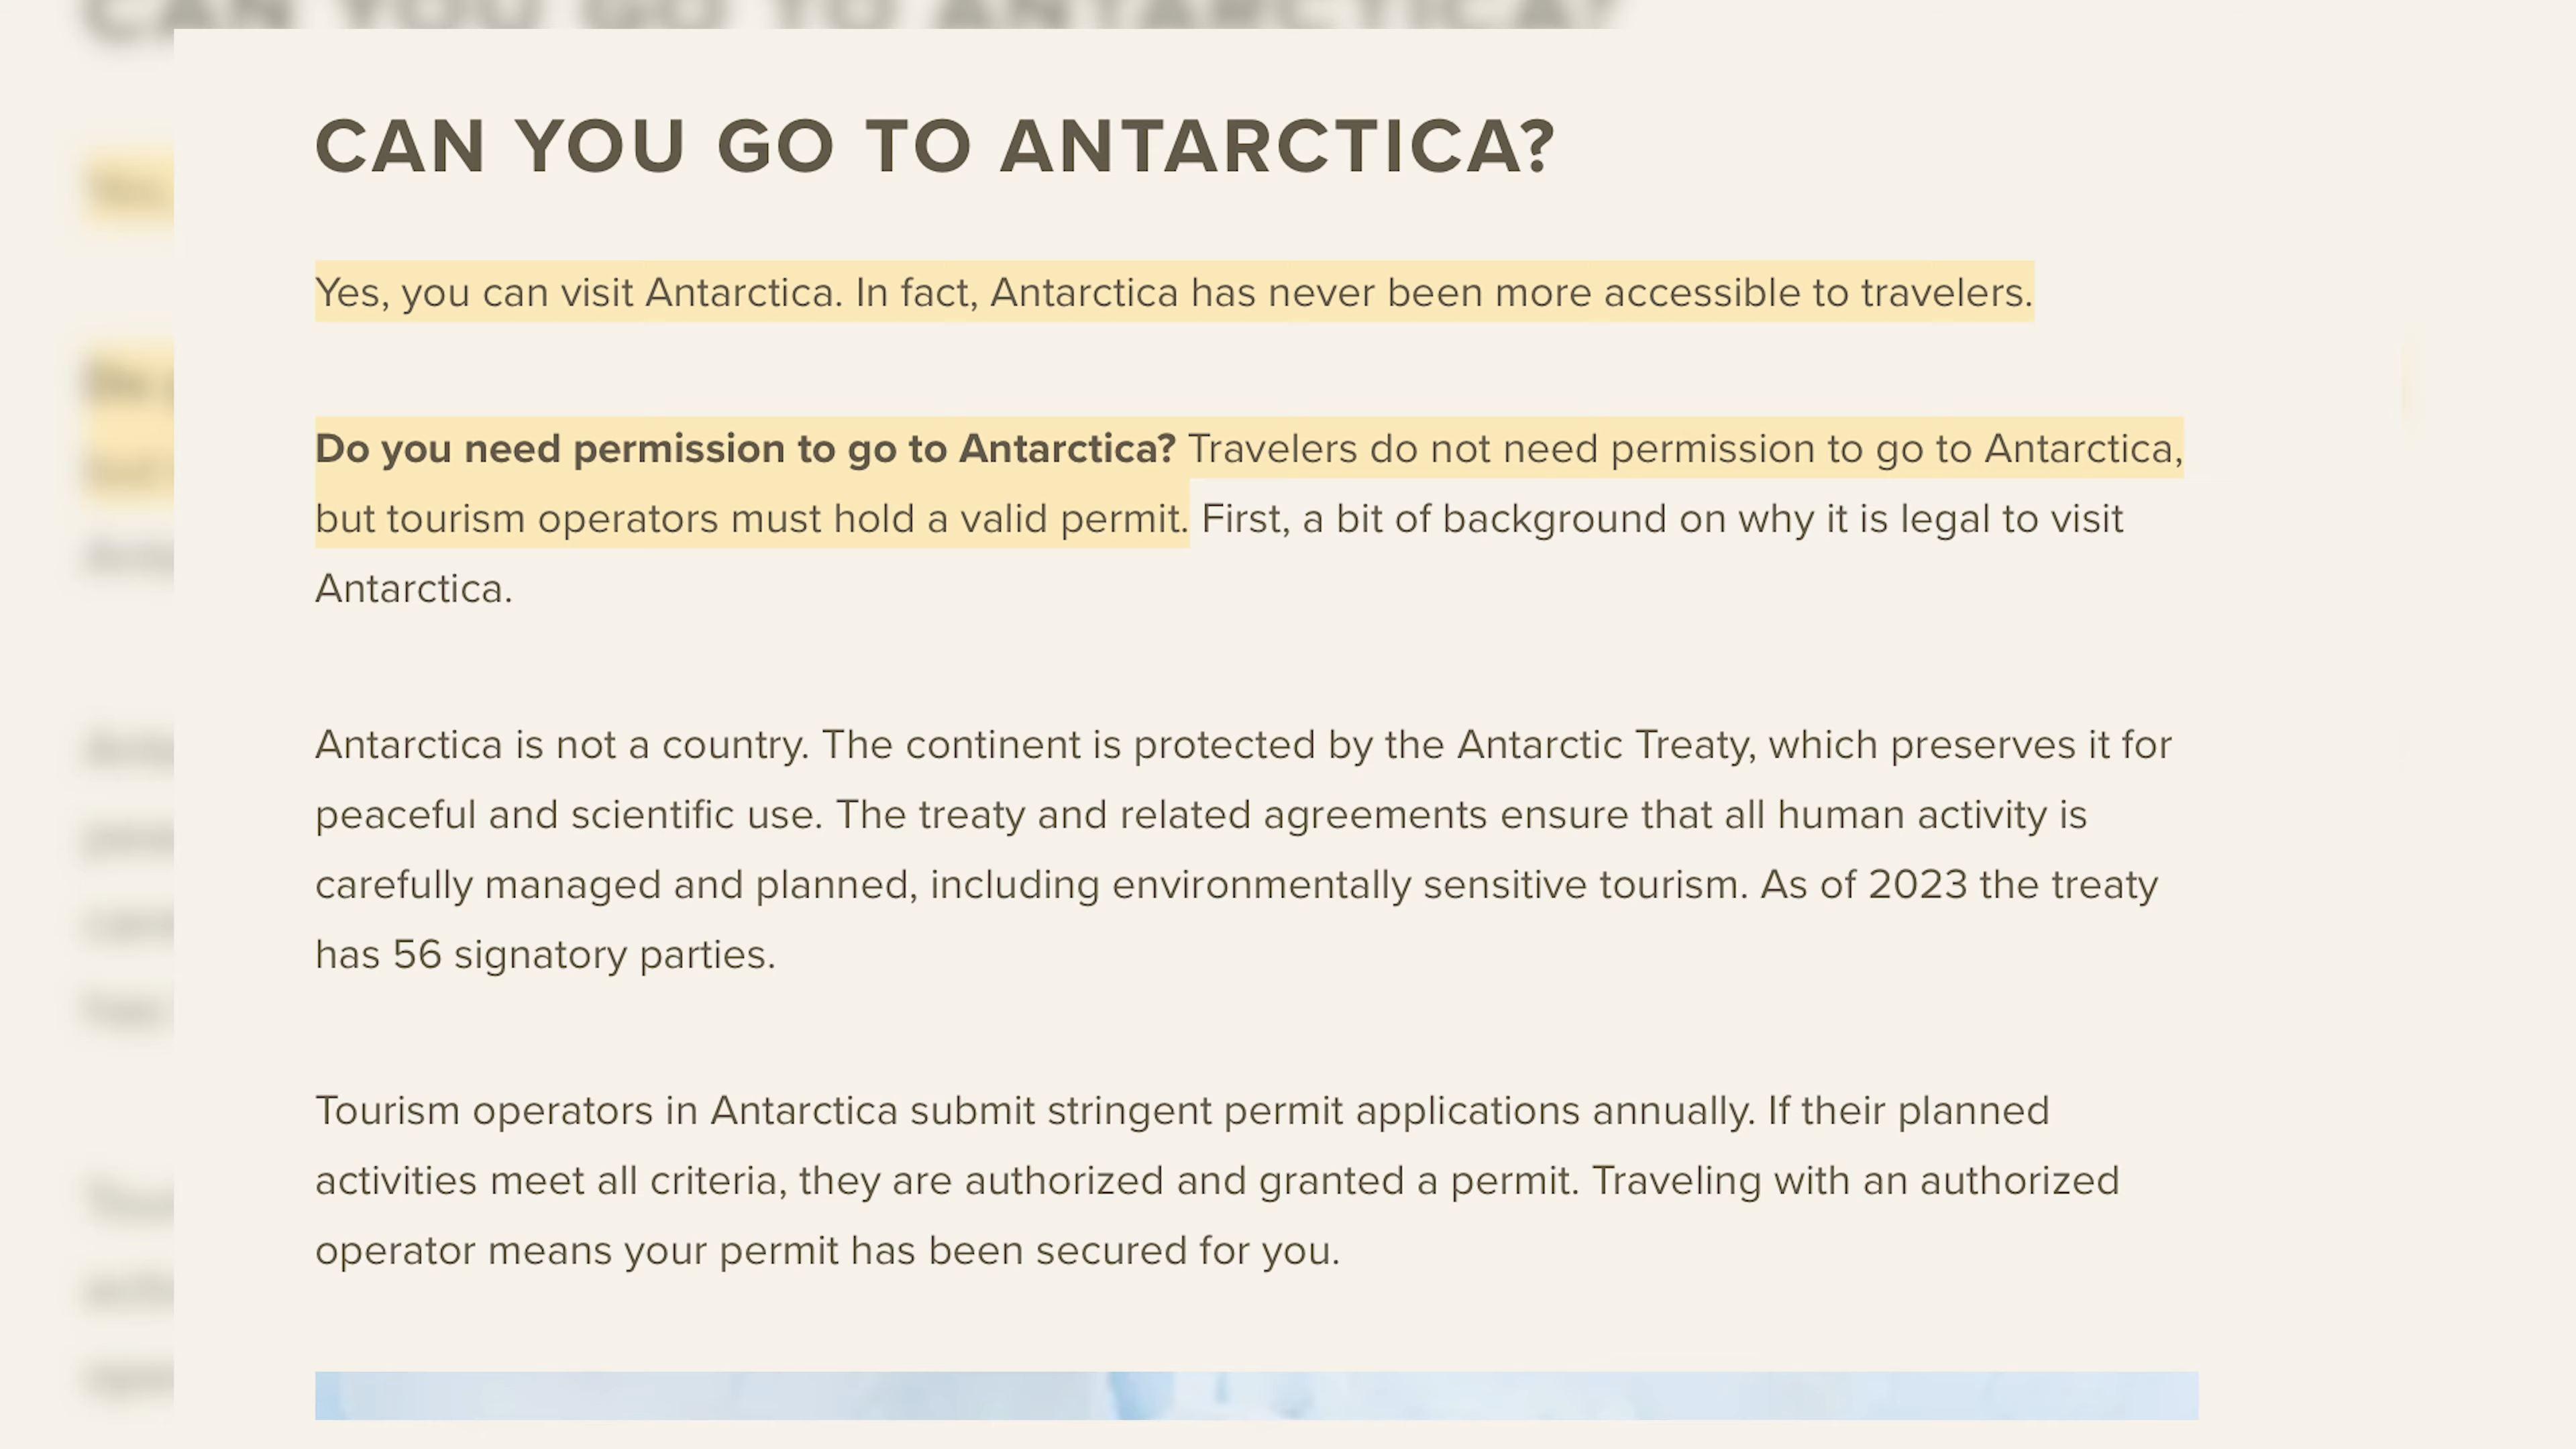 CAN YOU GO TO ANTARCTICA?
Yes, you can visit Antarctica. In fact, Antarctica has never been more accessible to travelers.
Do you need permission to go to Antarctica? Travelers do not need permission to go to Antarctica,
but tourism operators must hold a valid permit. First, a bit of background on why it is legal to visit
Antarctica.
Antarctica is not a country. The continent is protected by the Antarctic Treaty, which preserves it for
peaceful and scientific use. The treaty and related agreements ensure that all human activity is
carefully managed and planned, including environmentally sensitive tourism. As of 2023 the treaty
has 56 signatory parties.
Tourism operators in Antarctica submit stringent permit applications annually. If their planned
activities meet all criteria, they are authorized and granted a permit. Traveling with an authorized
operator means your permit has been secured for you.